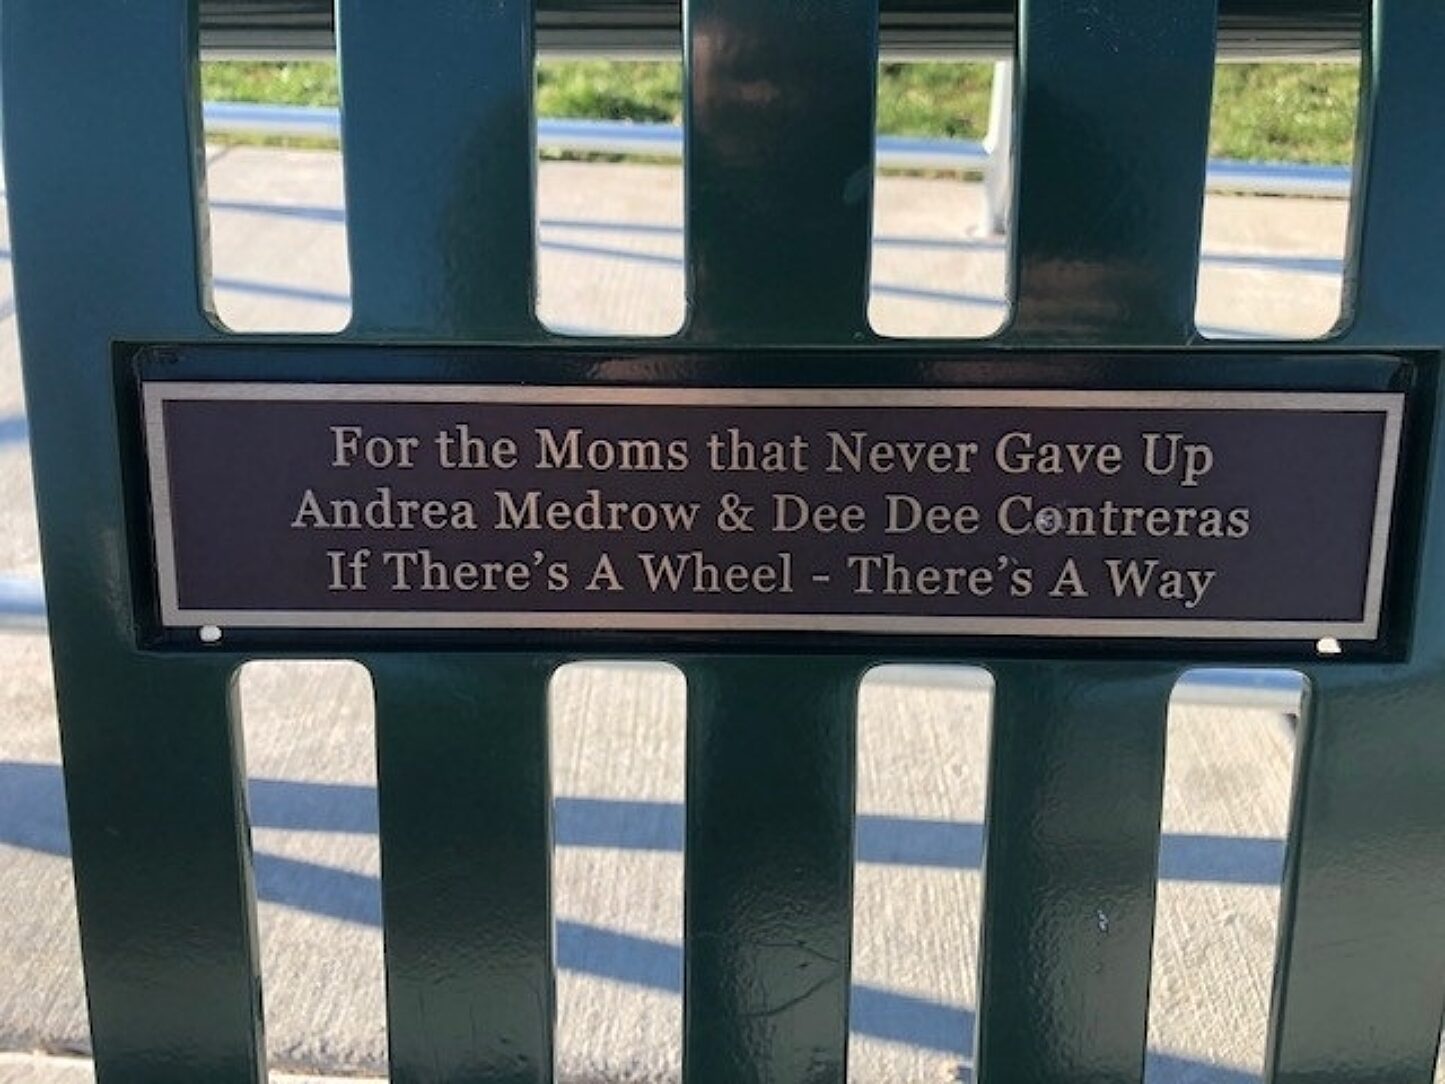 For the Moms that Never Gave Up
Andrea Medrow & Dee Dee Contreras
If There's A Wheel - There's A Way